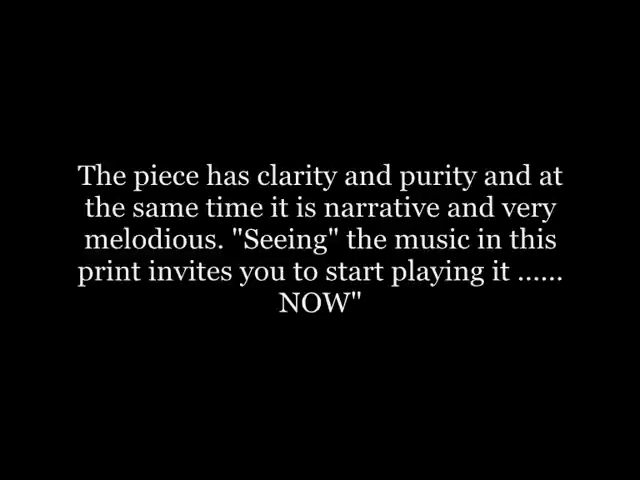 The piece has clarity and purity and at
the same time it is narrative and very
melodious. "Seeing" the music in this
print invites you to start playing it ......
NOW"